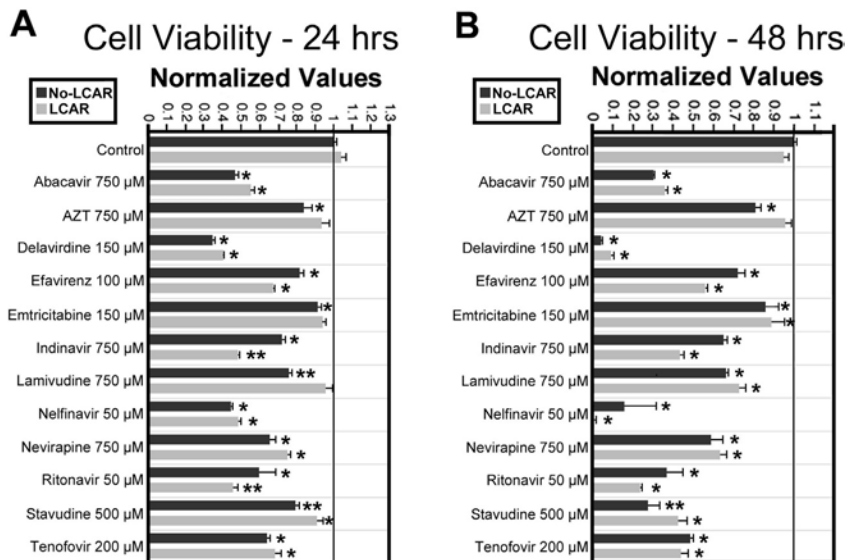 A
Cell Viability - 24 hrs
Normalized Values
No-LCAR
LCAR
0 0.1 0.2 0.3 0.4 0.5 0.6 0.7 0.8 0.9 1 1.1 1.2 1.3
Control
Abacavir 750 µM
* *
AZT 750 µM
*
Delavirdine 150 µM
* *
Efavirenz 100 µM
* *
Emtricitabine 150 µM
*
Indinavir 750 µM
* **
Lamivudine 750 µM
**
Nelfinavir 50 µM
* *
Nevirapine 750 µM
* *
Ritonavir 50 µM
* **
Stavudine 500 µM
** *
Tenofovir 200 µM
* *
B
Cell Viability - 48 hrs
Normalized Values
No-LCAR
LCAR
0 0.1 0.2 0.3 0.4 0.5 0.6 0.7 0.8 0.9 1 1.1
Control
Abacavir 750 µM
* *
AZT 750 µM
*
Delavirdine 150 µM
* *
Efavirenz 100 µM
* *
Emtricitabine 150 µM
* *
Indinavir 750 µM
* *
Lamivudine 750 µM
* *
Nelfinavir 50 µM
* *
Nevirapine 750 µM
* *
Ritonavir 50 µM
* *
Stavudine 500 µM
** *
Tenofovir 200 µM
* *